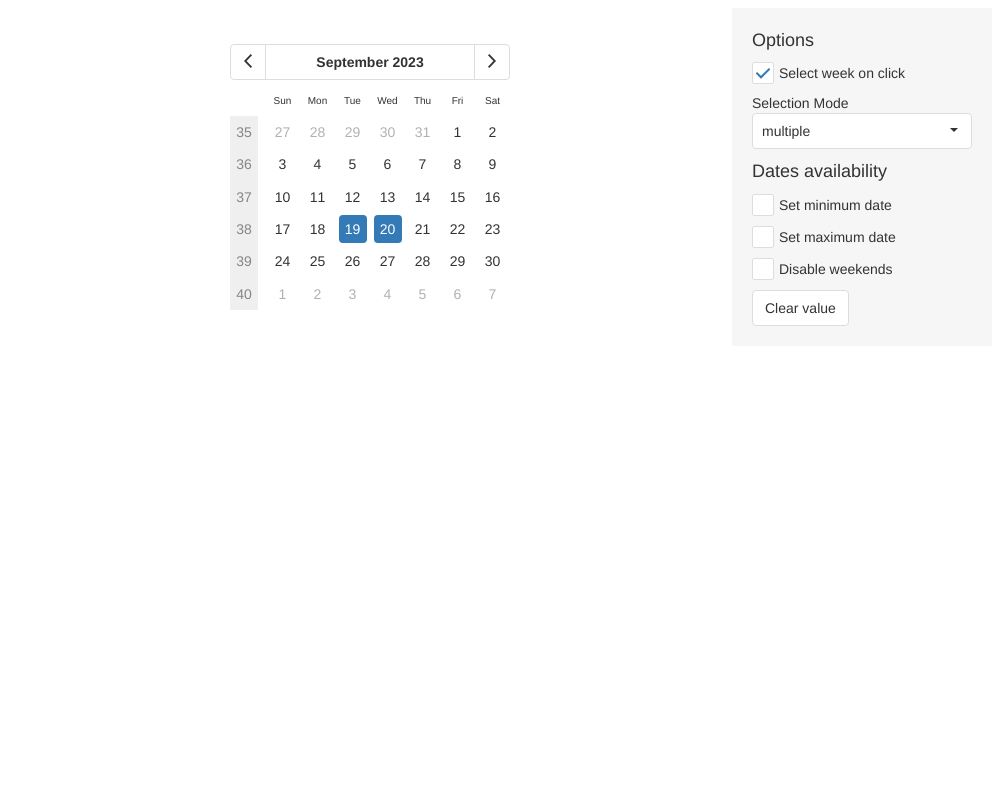 September 2023
Sun Mon Tue Wed Thu Fri Sat
35 27 28 29 30 31 1 2
36 3 4 5 6 7 8 9
37 10 11 12 13 14 15 16
38 17 18 19 20 21 22 23
39 24 25 26 27 28 29 30
40 1 2 3 4 5 6 7
Options
Select week on click
Selection Mode
multiple
Dates availability
Set minimum date
Set maximum date
Disable weekends
Clear value